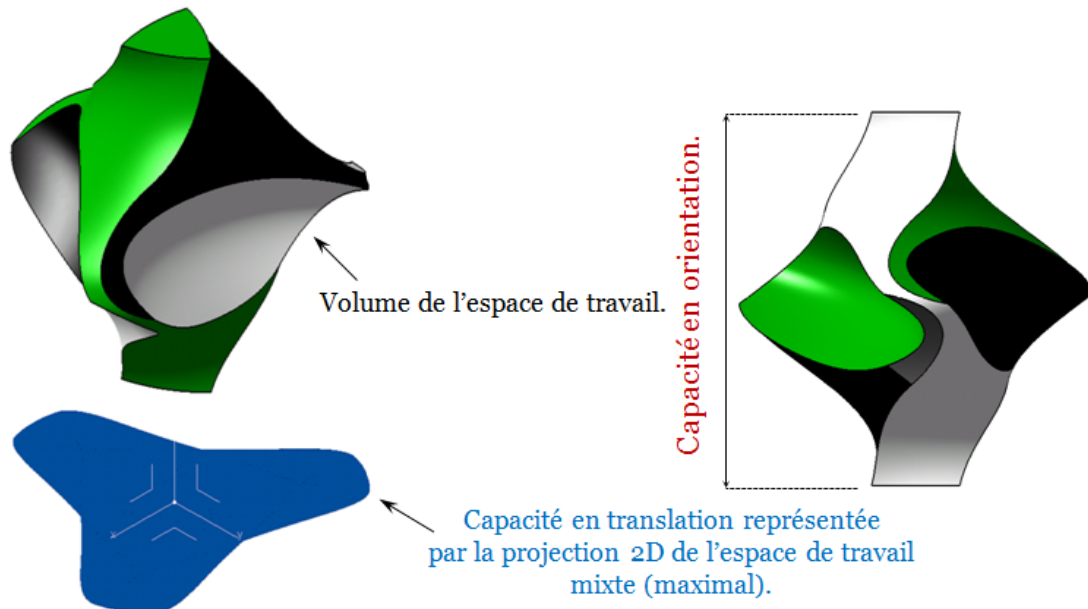 Volume de l'espace de travail.
Capacité en orientation.
Capacité en translation représentée
par la projection 2D de l'espace de travail
mixte (maximal).